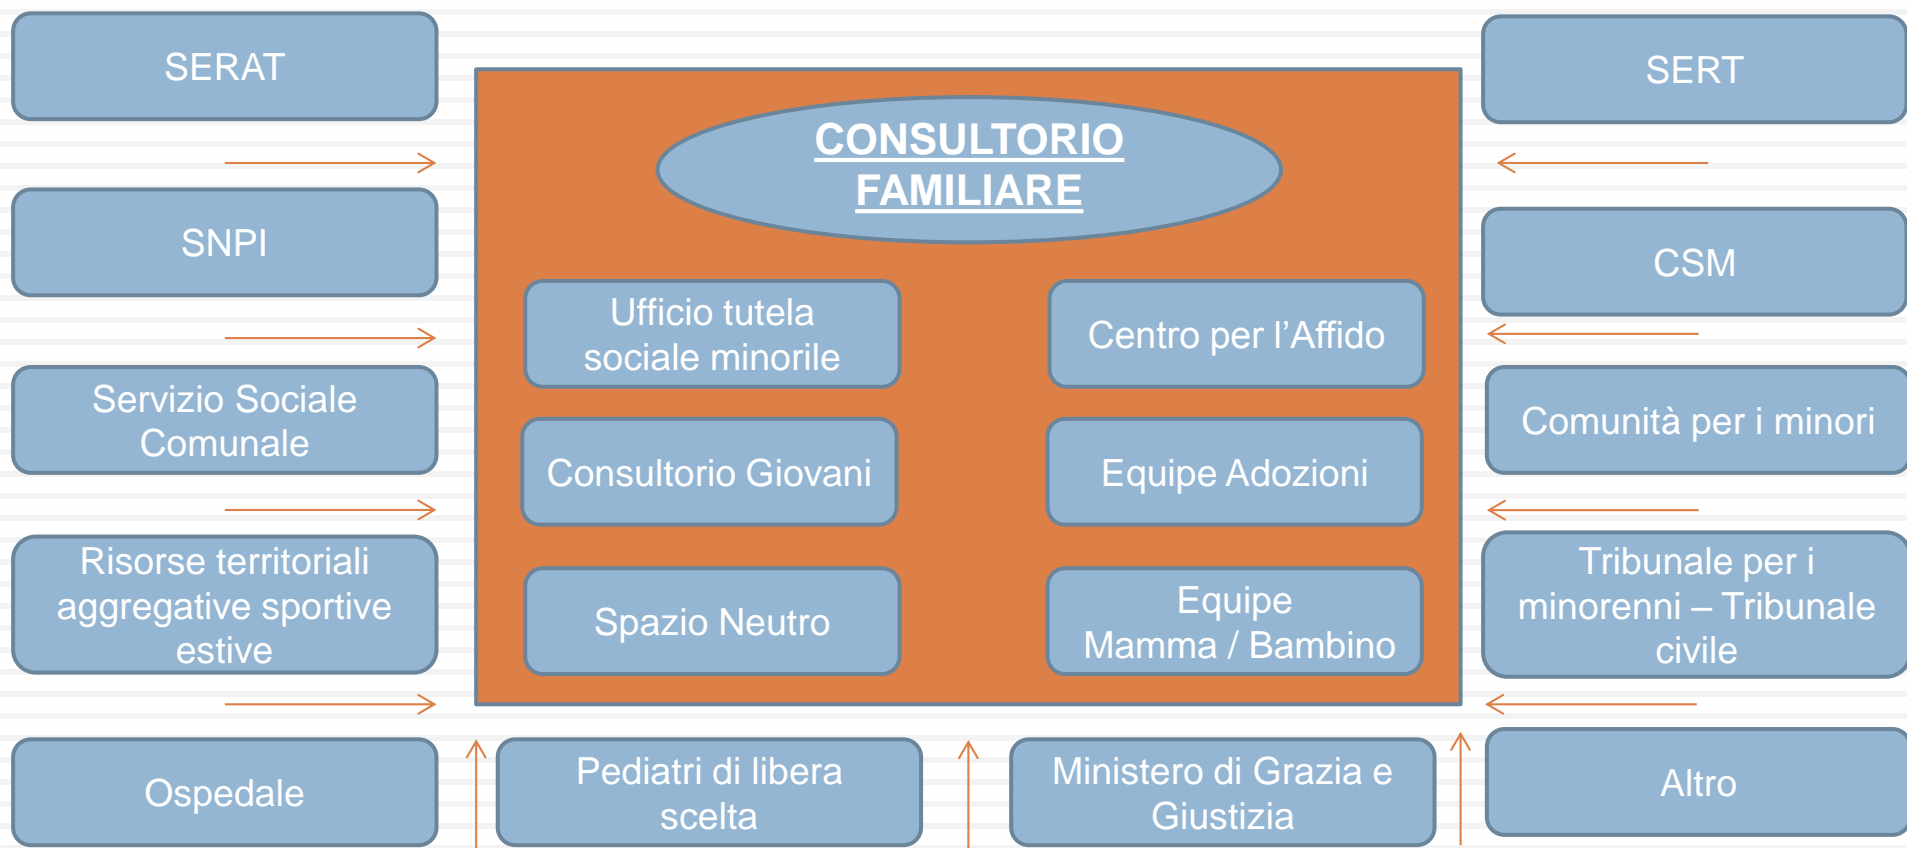 SERAT
SERT
CONSULTORIO
FAMILIARE
SNPI
CSM
Ufficio tutela
sociale minorile
Centro per l’Affido
Servizio Sociale
Comunale
Comunità per i minori
Consultorio Giovani
Equipe Adozioni
Risorse territoriali
aggregative sportive
estive
Spazio Neutro
Equipe
Mamma / Bambino
Tribunale per i
minorenni – Tribunale
civile
Ospedale
Pediatri di libera
scelta
Ministero di Grazia e
Giustizia
Altro